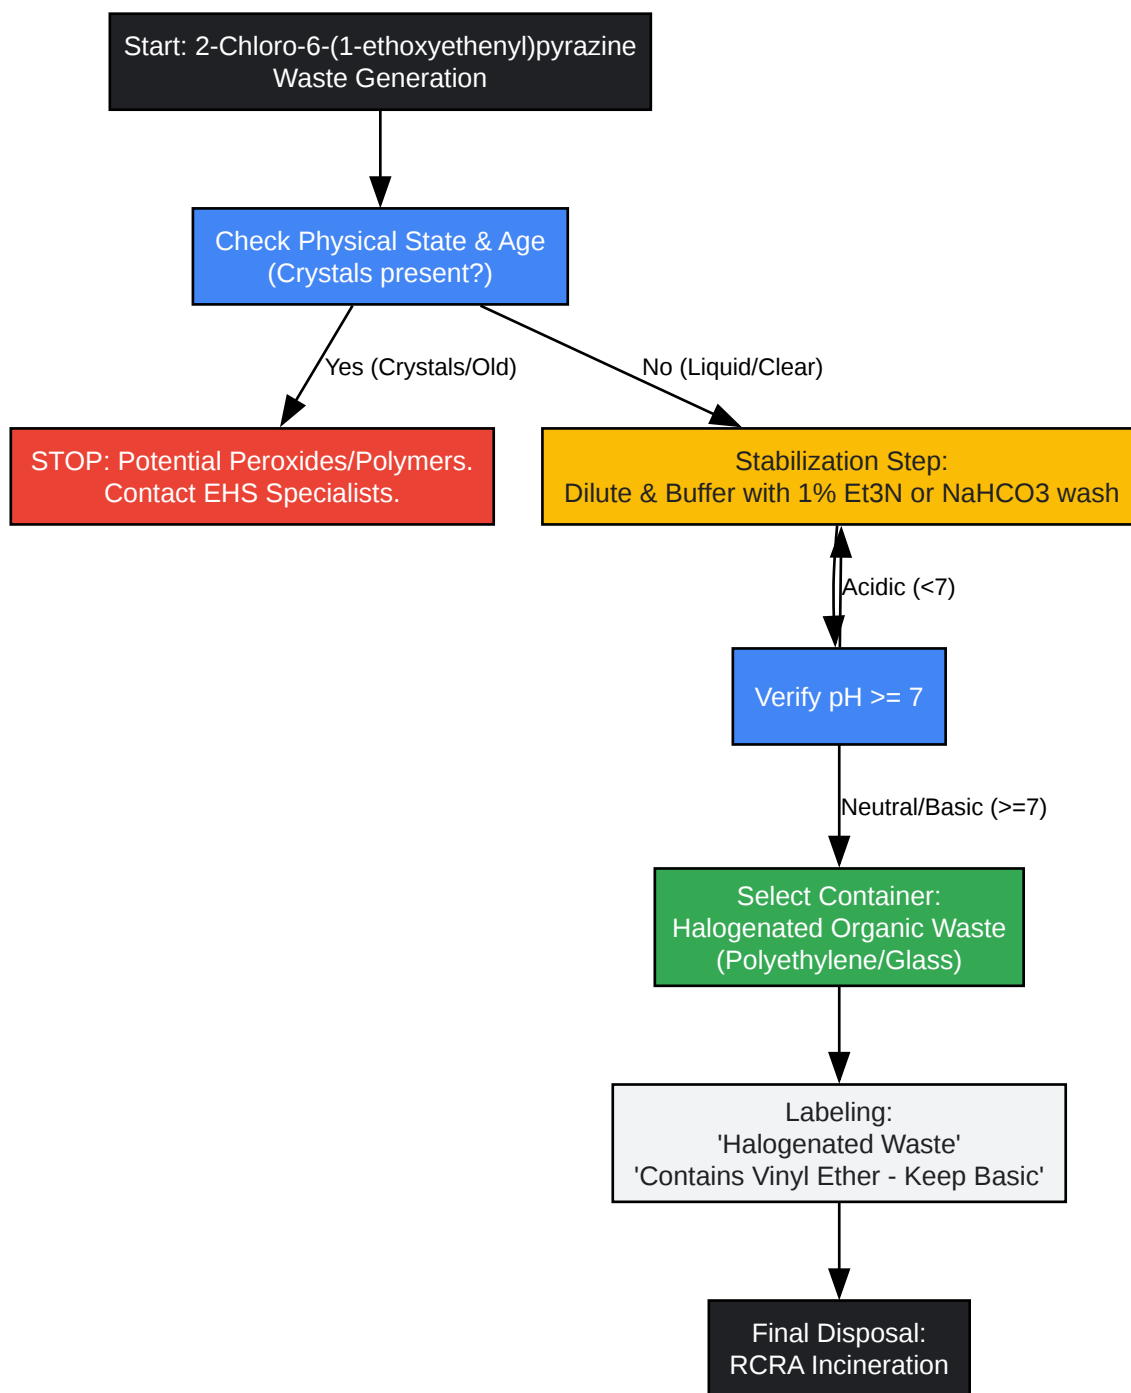 Start: 2-Chloro-6-(1-ethoxyethenyl)pyrazine
Waste Generation
Check Physical State & Age
(Crystals present?)
Yes (Crystals/Old)
No (Liquid/Clear)
STOP: Potential Peroxides/Polymers.
Contact EHS Specialists.
Stabilization Step:
Dilute & Buffer with 1% Et3N or NaHCO3 wash
Acidic (<7)
Verify pH >= 7
Neutral/Basic (>=7)
Select Container:
Halogenated Organic Waste
(Polyethylene/Glass)
Labeling:
'Halogenated Waste'
'Contains Vinyl Ether - Keep Basic'
Final Disposal:
RCRA Incineration